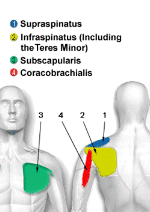 1 Supraspinatus
2 Infraspinatus (Including
the Teres Minor)
3 Subscapularis
4 Coracobrachialis
3 4 2 1